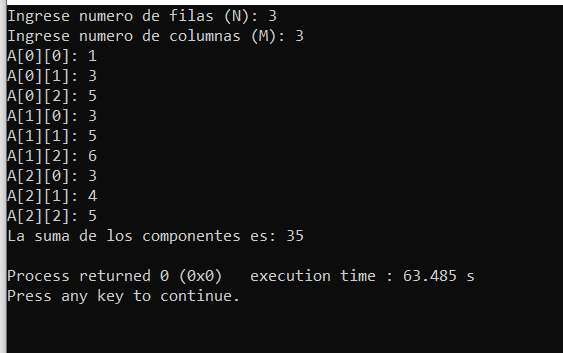 Ingrese numero de filas (N): 3
Ingrese numero de columnas (M): 3
A[0][0]: 1
A[0][1]: 3
A[0][2]: 5
A[1][0]: 3
A[1][1]: 5
A[1][2]: 6
A[2][0]: 3
A[2][1]: 4
A[2][2]: 5
La suma de los componentes es: 35
Process returned 0 (0x0)   execution time : 63.485 s
Press any key to continue.